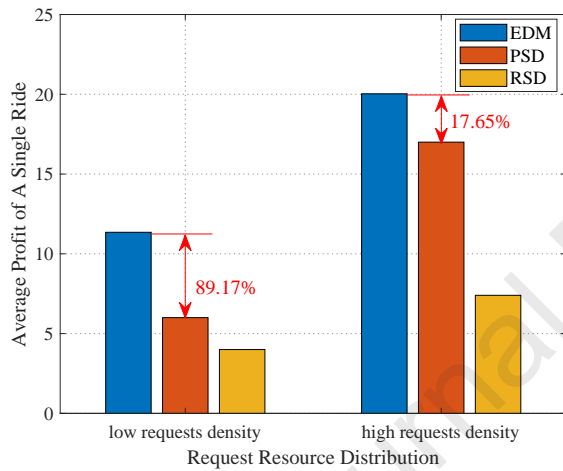 25
20
15
10
5
0
Average Profit of A Single Ride
EDM
PSD
RSD
89.17%
17.65%
low requests density
high requests density
Request Resource Distribution